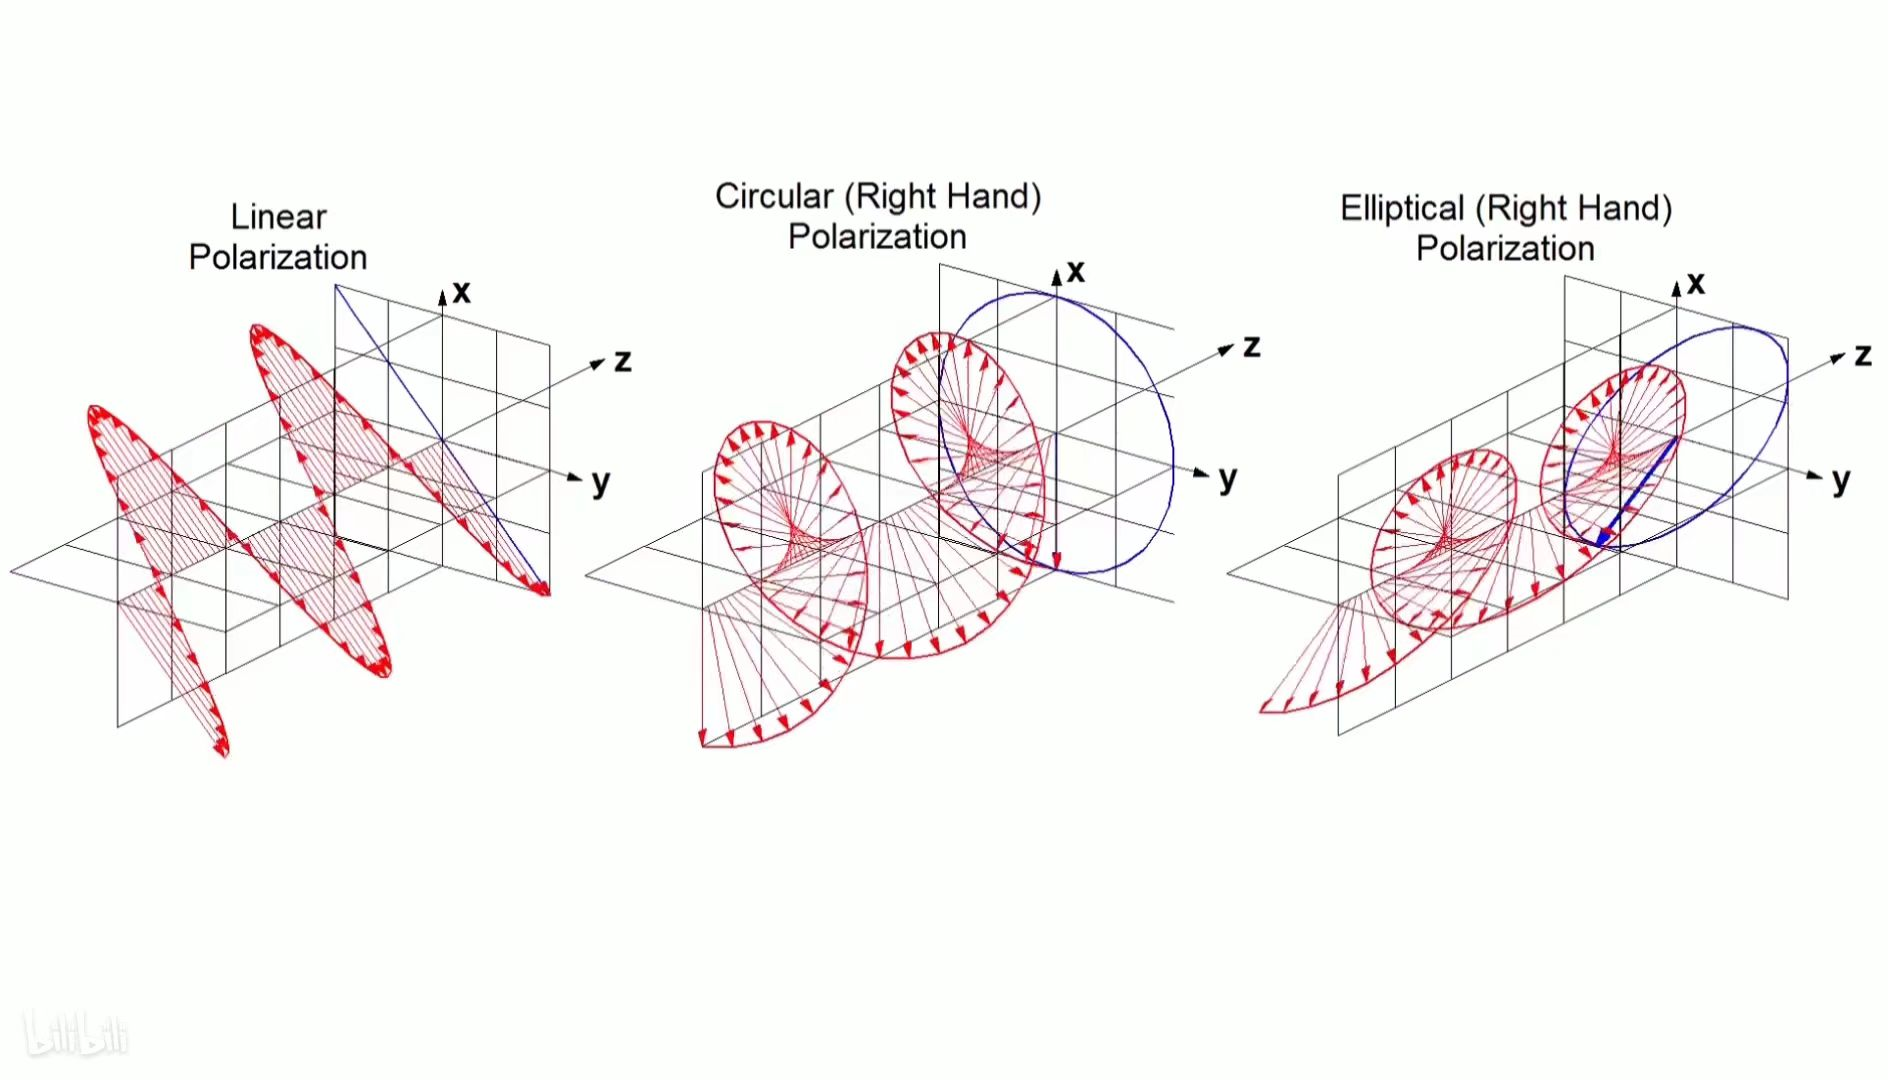 Linear
Polarization
x
z
y
Circular (Right Hand)
Polarization
x
z
y
Elliptical (Right Hand)
Polarization
x
z
y
bilibili